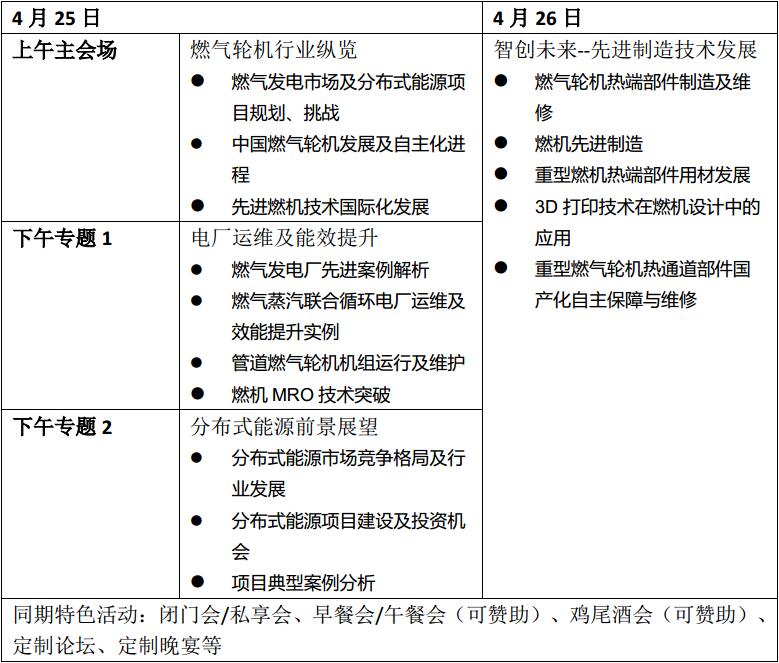 4 月 25 日
4 月 26 日
上午主会场
燃气轮机行业纵览
● 燃气发电市场及分布式能源项
目规划、挑战
● 中国燃气轮机发展及自主化进
程
● 先进燃机技术国际化发展
智创未来--先进制造技术发展
● 燃气轮机热端部件制造及维
修
● 燃机先进制造
● 重型燃机热端部件用材发展
● 3D 打印技术在燃机设计中的
应用
● 重型燃气轮机热通道部件国
产化自主保障与维修
下午专题 1
电厂运维及能效提升
● 燃气发电厂先进案例解析
● 燃气蒸汽联合循环电厂运维及
效能提升实例
● 管道燃气轮机机组运行及维护
● 燃机 MRO 技术突破
下午专题 2
分布式能源前景展望
● 分布式能源市场竞争格局及行
业发展
● 分布式能源项目建设及投资机
会
● 项目典型案例分析
同期特色活动：闭门会/私享会、早餐会/午餐会（可赞助）、鸡尾酒会（可赞助）、
定制论坛、定制晚宴等